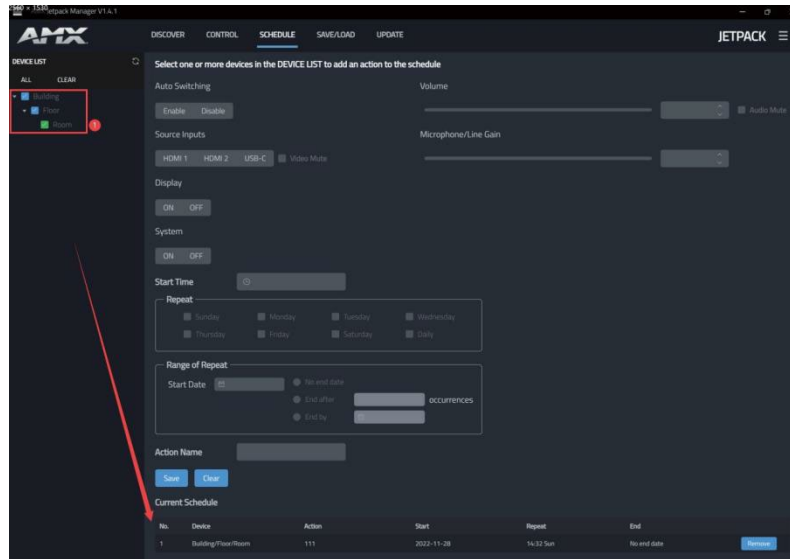 2560 × 1530
Jetpack Manager V1.4.1
AMX
DISCOVER CONTROL SCHEDULE SAVE/LOAD UPDATE JETPACK
DEVICE LIST
ALL CLEAR
Building
Floor
Room 1
Select one or more devices in the DEVICE LIST to add an action to the schedule
Auto Switching Volume
Enable Disable Audio Mute
Source Inputs Microphone/Line Gain
HDMI 1 HDMI 2 USB-C Video Mute
Display
ON OFF
System
ON OFF
Start Time
Repeat
Sunday Monday Tuesday Wednesday
Thursday Friday Saturday Daily
Range of Repeat
Start Date No end date
End after occurrences
End by
Action Name
Save Clear
Current Schedule
No. Device Action Start Repeat End
1 Building/Floor/Room 111 2022-11-28 14:32 Sun No end date Remove